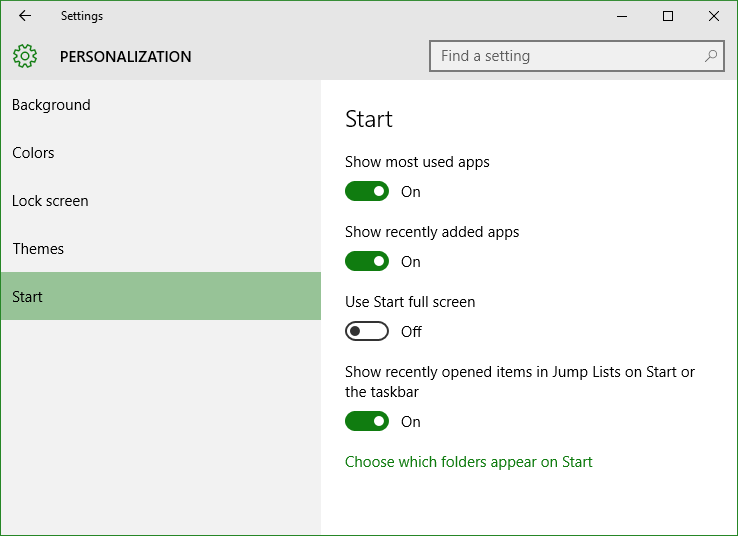 Settings
PERSONALIZATION
Find a setting
Background
Colors
Lock screen
Themes
Start
Start
Show most used apps
On
Show recently added apps
On
Use Start full screen
Off
Show recently opened items in Jump Lists on Start or
the taskbar
On
Choose which folders appear on Start